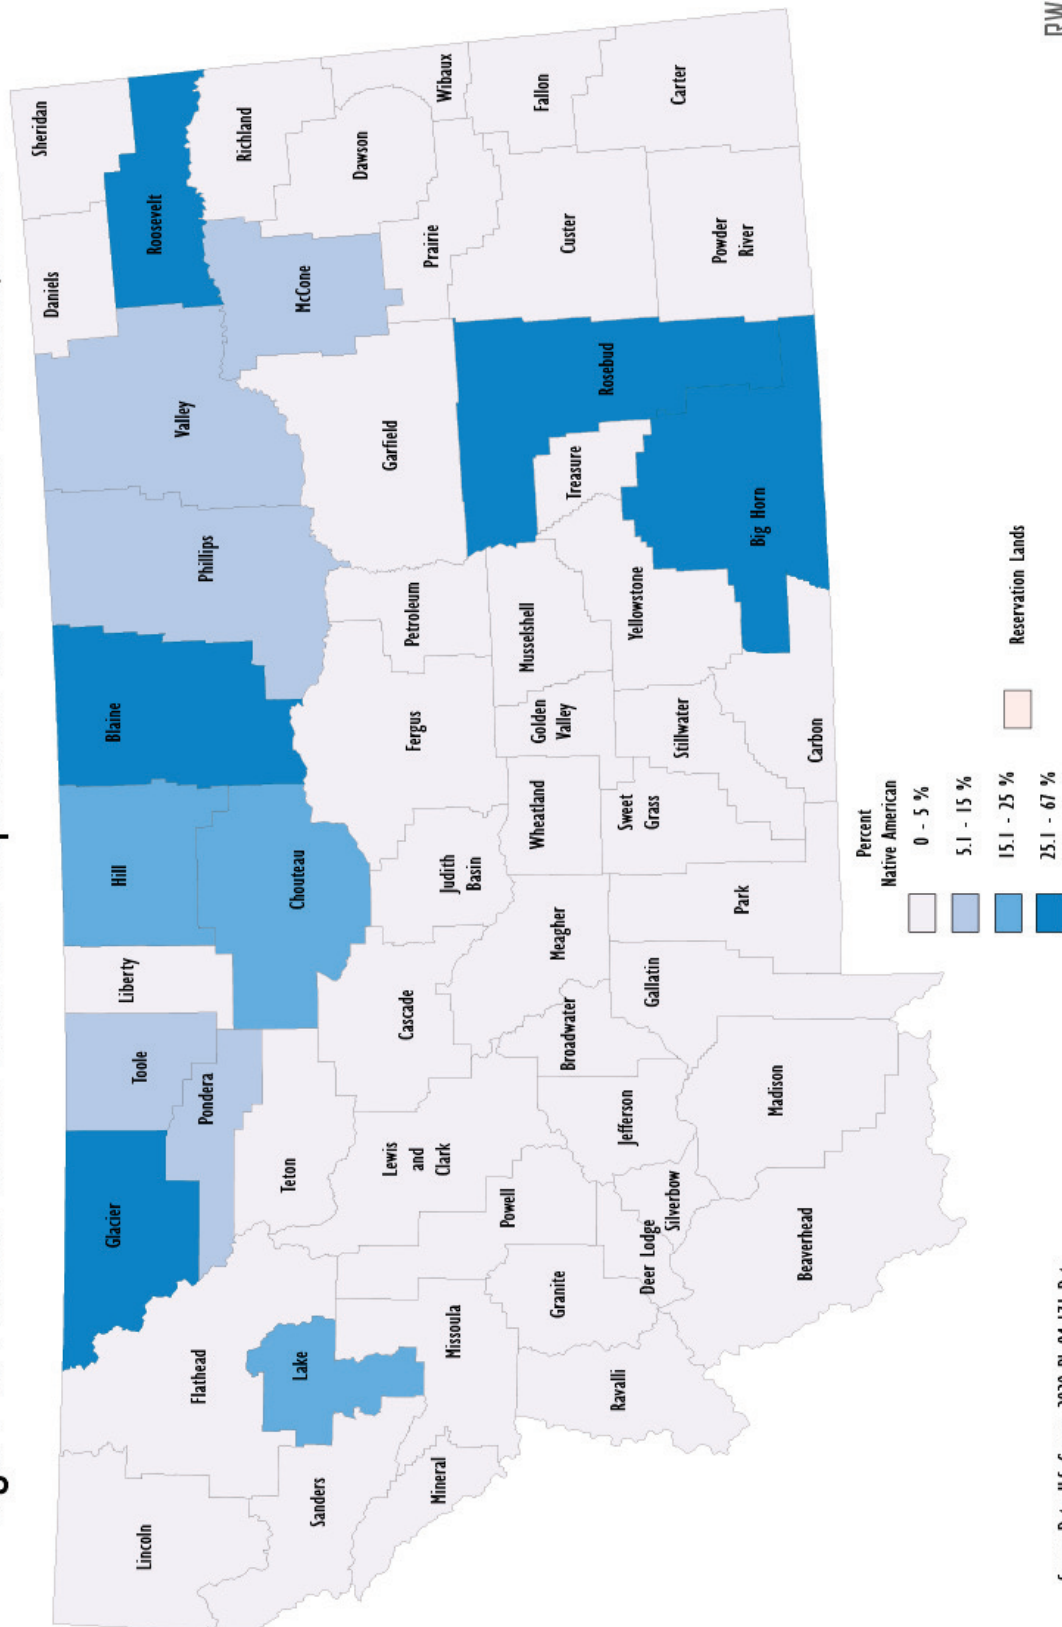 Sheridan
Daniels
Roosevelt
Richland
Valley
McCone
Dawson
Wibaux
Phillips
Garfield
Prairie
Fallon
Blaine
Petroleum
Custer
Carter
Hill
Chouteau
Fergus
Rosebud
Powder
River
Liberty
Judith
Basin
Musselshell
Treasure
Toole
Pondera
Cascade
Golden
Valley
Yellowstone
Big Horn
Glacier
Teton
Wheatland
Stillwater
Lewis
and
Clark
Meagher
Sweet
Grass
Carbon
Flathead
Lake
Powell
Broadwater
Gallatin
Park
Lincoln
Sanders
Missoula
Granite
Jefferson
Madison
Mineral
Ravalli
Deer Lodge
Silverbow
Beaverhead
Percent
Native American
0 - 5 %
5.1 - 15 %
15.1 - 25 %
25.1 - 67 %
Reservation Lands
RW